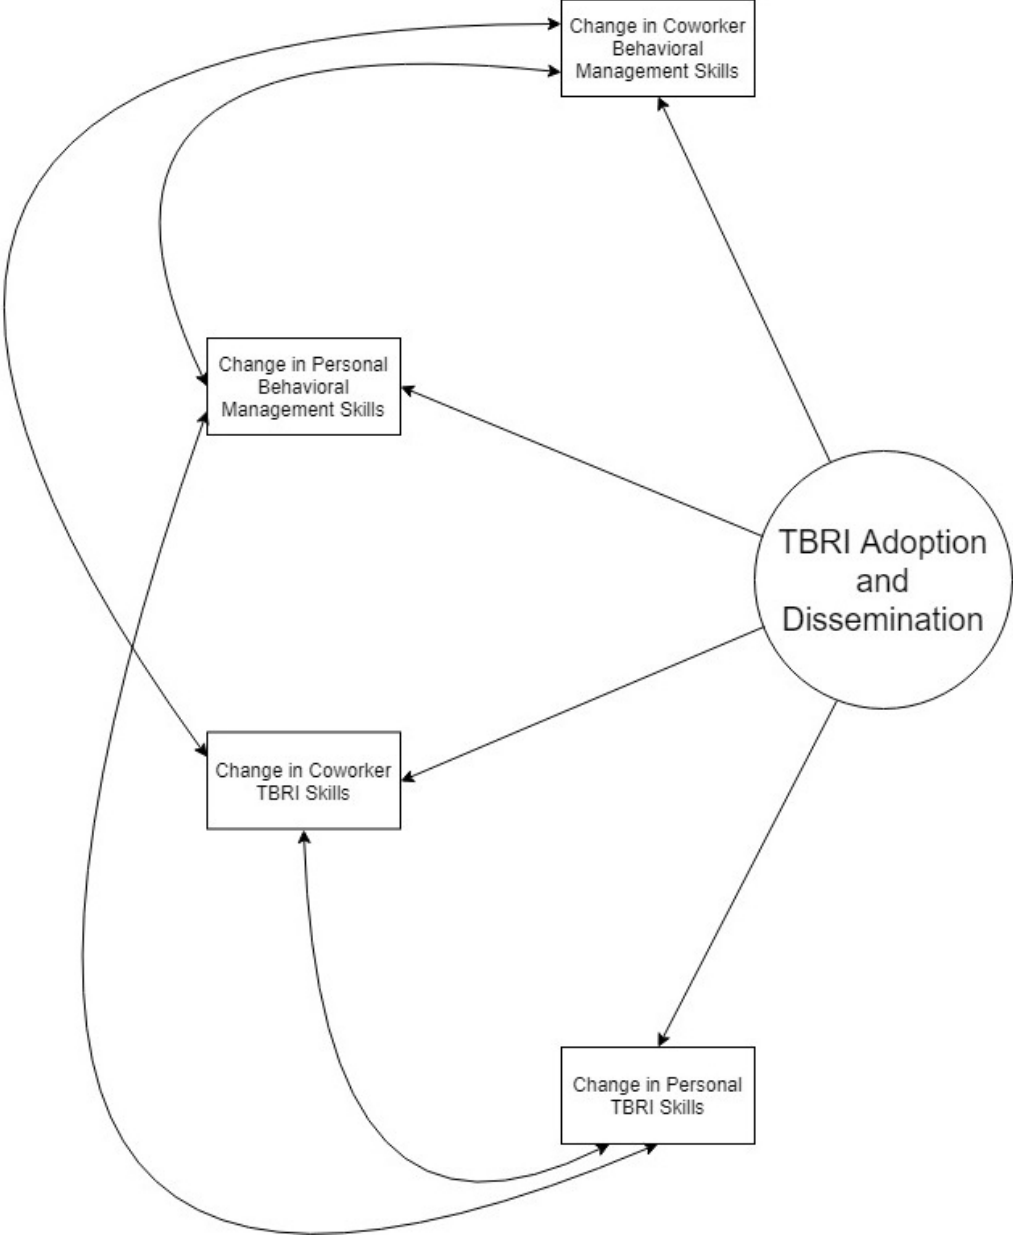 Change in Coworker
Behavioral
Management Skills
Change in Personal
Behavioral
Management Skills
TBRI Adoption
and
Dissemination
Change in Coworker
TBRI Skills
Change in Personal
TBRI Skills